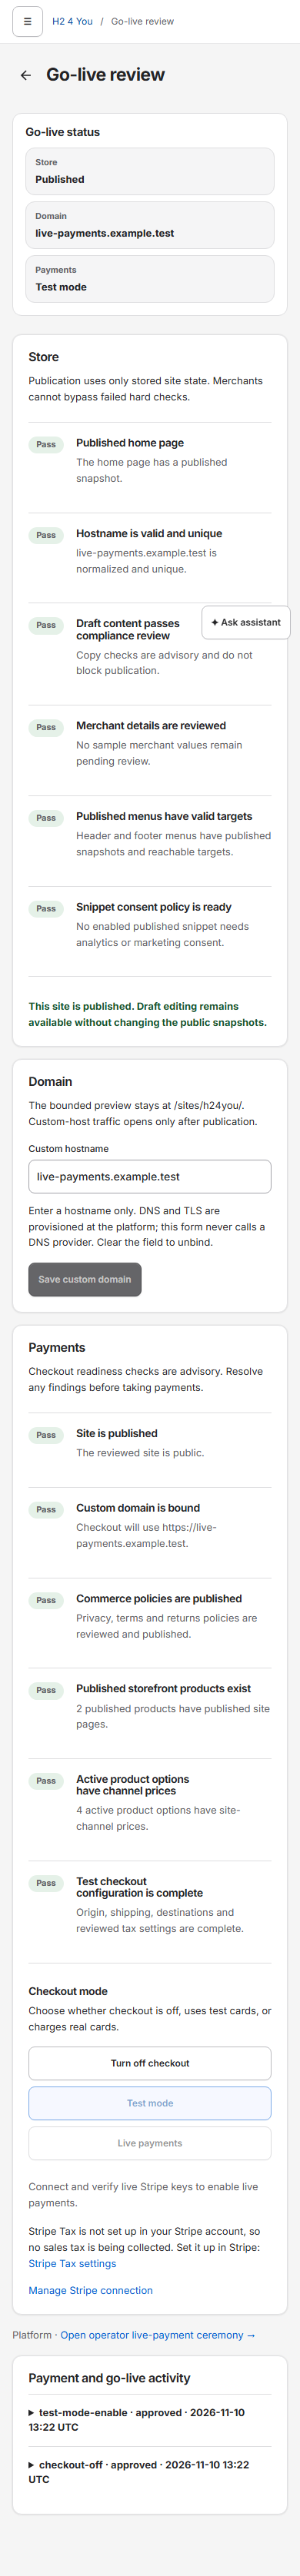 ☰ H2 4 You / Go-live review
← Go-live review
Go-live status
Store
Published
Domain
live-payments.example.test
Payments
Test mode
Store
Publication uses only stored site state. Merchants
cannot bypass failed hard checks.
Pass Published home page
The home page has a published
snapshot.
Pass Hostname is valid and unique
live-payments.example.test is
normalized and unique.
Pass Draft content passes
compliance review
✦ Ask assistant
Copy checks are advisory and do not
block publication.
Pass Merchant details are reviewed
No sample merchant values remain
pending review.
Pass Published menus have valid targets
Header and footer menus have published
snapshots and reachable targets.
Pass Snippet consent policy is ready
No enabled published snippet needs
analytics or marketing consent.
This site is published. Draft editing remains
available without changing the public snapshots.
Domain
The bounded preview stays at /sites/h24you/.
Custom-host traffic opens only after publication.
Custom hostname
live-payments.example.test
Enter a hostname only. DNS and TLS are
provisioned at the platform; this form never calls a
DNS provider. Clear the field to unbind.
Save custom domain
Payments
Checkout readiness checks are advisory. Resolve
any findings before taking payments.
Pass Site is published
The reviewed site is public.
Pass Custom domain is bound
Checkout will use https://live-
payments.example.test.
Pass Commerce policies are published
Privacy, terms and returns policies are
reviewed and published.
Pass Published storefront products exist
2 published products have published site
pages.
Pass Active product options
have channel prices
4 active product options have site-
channel prices.
Pass Test checkout
configuration is complete
Origin, shipping, destinations and
reviewed tax settings are complete.
Checkout mode
Choose whether checkout is off, uses test cards, or
charges real cards.
Turn off checkout
Test mode
Live payments
Connect and verify live Stripe keys to enable live
payments.
Stripe Tax is not set up in your Stripe account, so
no sales tax is being collected. Set it up in Stripe:
Stripe Tax settings
Manage Stripe connection
Platform · Open operator live-payment ceremony →
Payment and go-live activity
▶ test-mode-enable · approved · 2026-11-10
13:22 UTC
▶ checkout-off · approved · 2026-11-10 13:22
UTC